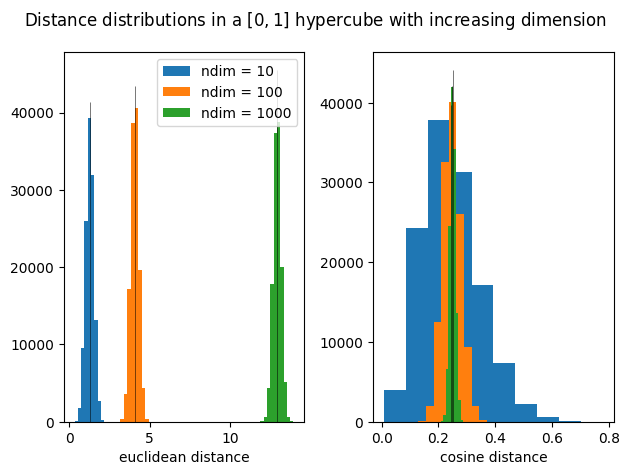 Distance distributions in a [0, 1] hypercube with increasing dimension
ndim = 10
ndim = 100
ndim = 1000
40000
30000
20000
10000
0
0 5 10
euclidean distance
40000
30000
20000
10000
0
0.0 0.2 0.4 0.6 0.8
cosine distance